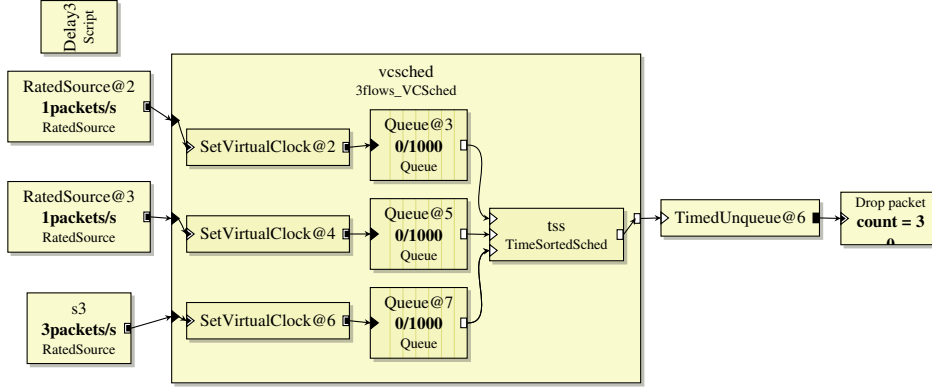 Delay3
Script
RatedSource@2
1packets/s
RatedSource
RatedSource@3
1packets/s
RatedSource
s3
3packets/s
RatedSource
vcsched
3flows_VCSched
SetVirtualClock@2
SetVirtualClock@4
SetVirtualClock@6
Queue@3
0/1000
Queue
Queue@5
0/1000
Queue
Queue@7
0/1000
Queue
tss
TimeSortedSched
TimedUnqueue@6
Drop packet
count = 3